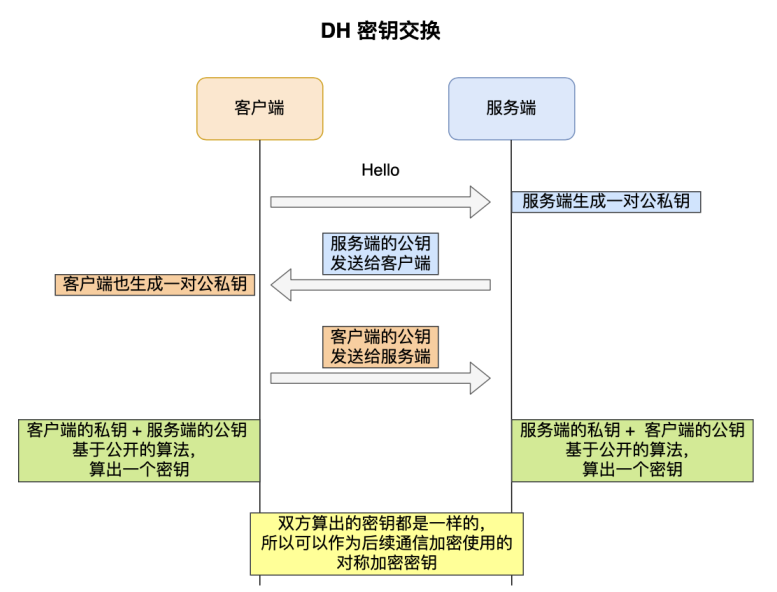 DH 密钥交换
客户端
服务端
Hello
服务端生成一对公私钥
服务端的公钥
发送给客户端
客户端也生成一对公私钥
客户端的公钥
发送给服务端
客户端的私钥 + 服务端的公钥
基于公开的算法,
算出一个密钥
服务端的私钥 + 客户端的公钥
基于公开的算法,
算出一个密钥
双方算出的密钥都是一样的,
所以可以作为后续通信加密使用的
对称加密密钥